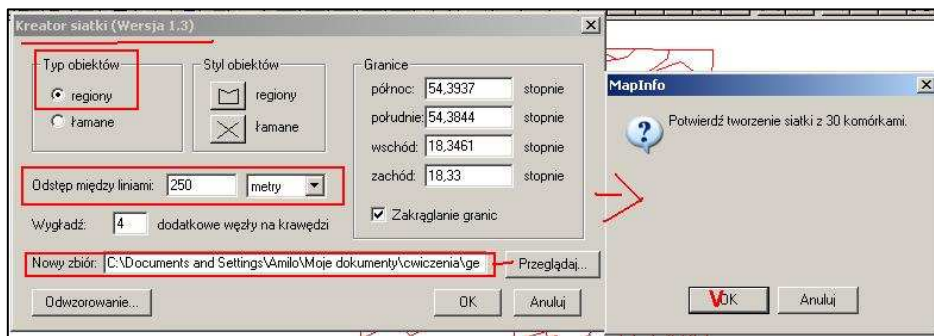 Kreator siatki (Wersja 1.3)
Typ obiektów
regiony
łamane
Styl obiektów
regiony
łamane
Granice
północ: 54,3937 stopnie
południe: 54,3844 stopnie
wschód: 18,3461 stopnie
zachód: 18,33 stopnie
Zakrąglanie granic
Odstęp między liniami: 250 metry
Wygładź: 4 dodatkowe węzły na krawędzi
Nowy zbiór: C:\Documents and Settings\Amilo\Moje dokumenty\cwiczenia\ge Przeglądaj...
Odwzorowanie... OK Anuluj
MapInfo
Potwierdź tworzenie siatki z 30 komórkami.
OK Anuluj